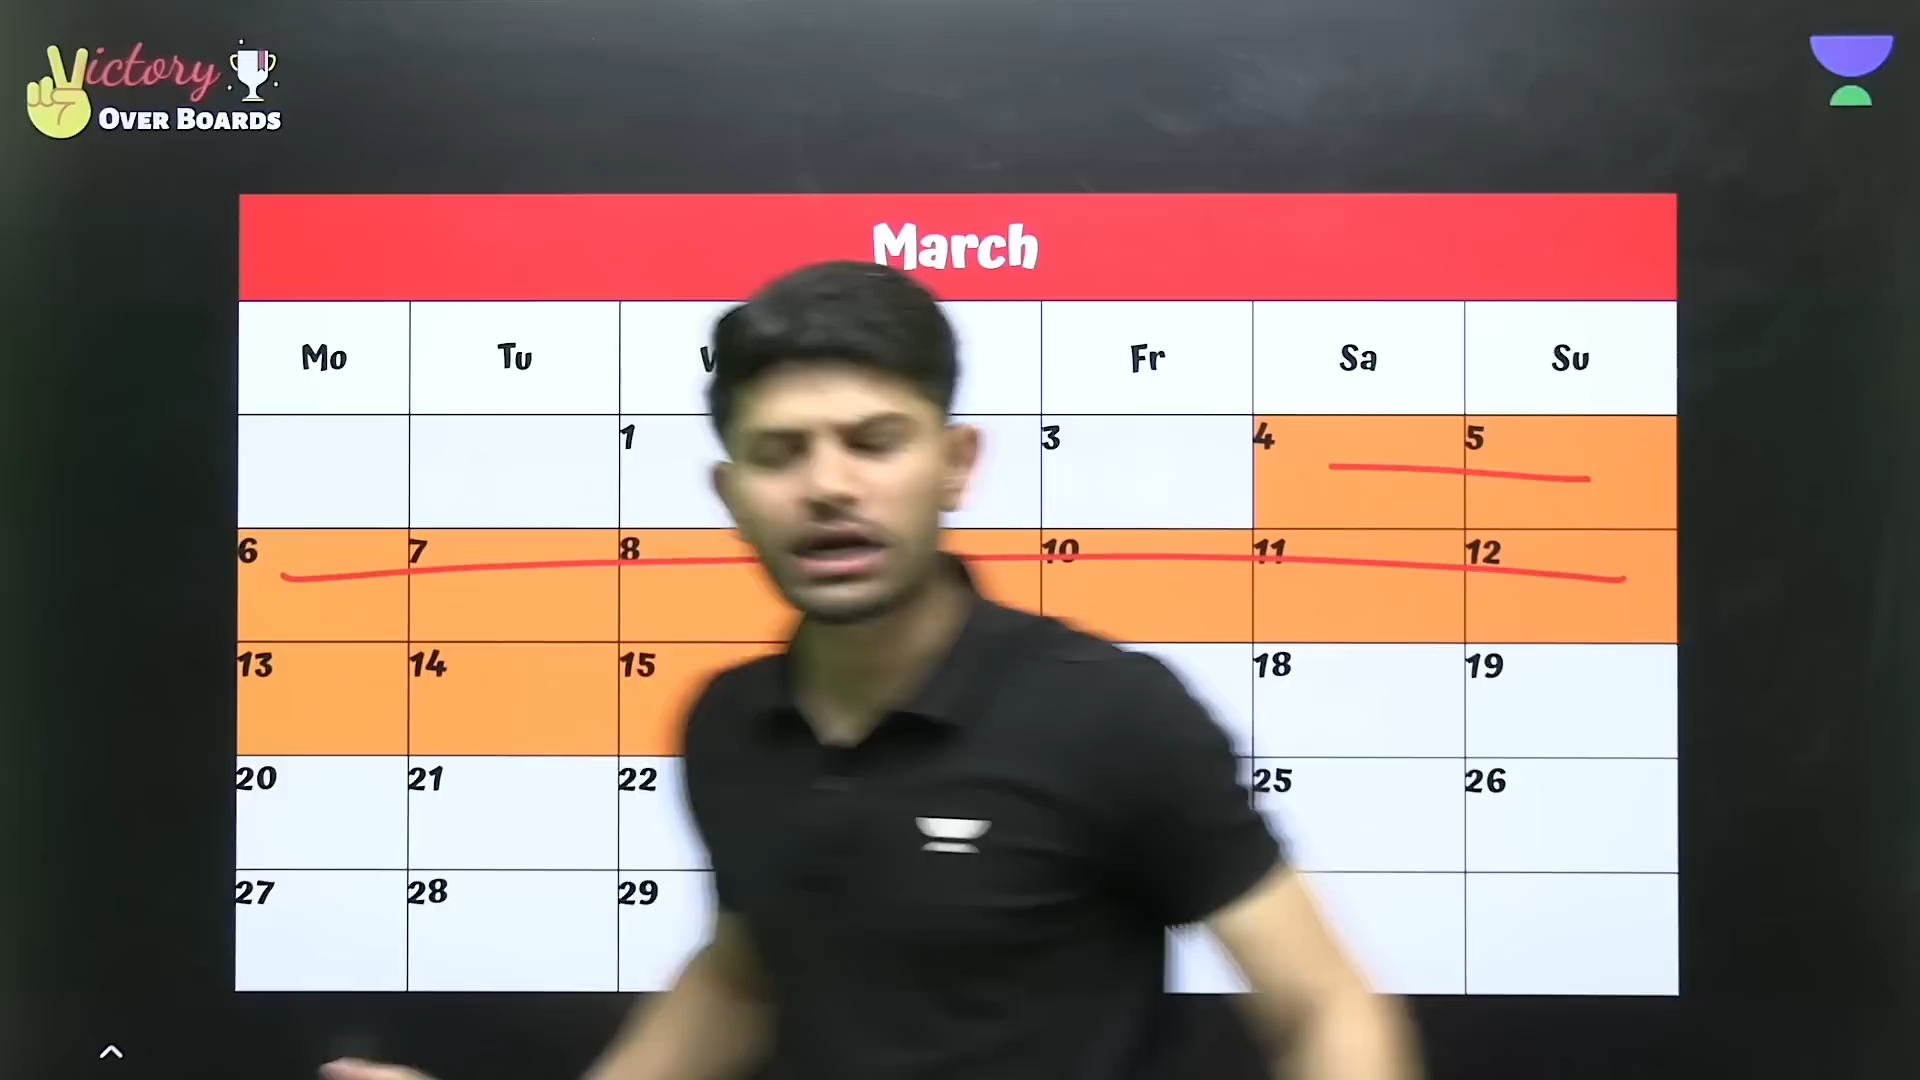 Victory
OVER BOARDS
March
Mo Tu Fr Sa Su
1 3 4 5
6 7 8 10 11 12
13 14 15 18 19
20 21 22 25 26
27 28 29